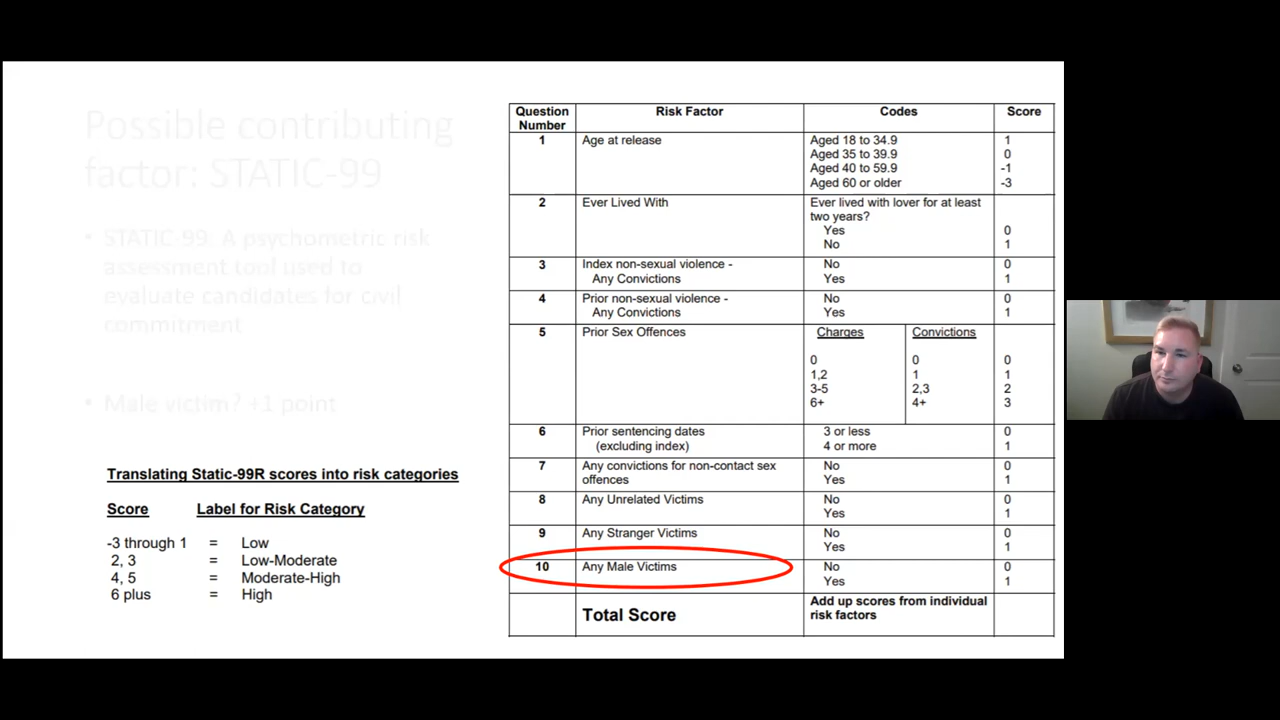 Possible contributing
factor: STATIC-99
• STATIC-99: A psychometric risk
assessment tool used to
evaluate candidates for civil
commitment
• Male victim? +1 point
Translating Static-99R scores into risk categories
Score Label for Risk Category
-3 through 1 = Low
2, 3 = Low-Moderate
4, 5 = Moderate-High
6 plus = High
Question Number Risk Factor Codes Score
1 Age at release Aged 18 to 34.9 1
Aged 35 to 39.9 0
Aged 40 to 59.9 -1
Aged 60 or older -3
2 Ever Lived With Ever lived with lover for at least
two years?
Yes 0
No 1
3 Index non-sexual violence - No 0
Any Convictions Yes 1
4 Prior non-sexual violence - No 0
Any Convictions Yes 1
5 Prior Sex Offences Charges Convictions
0 0 0
1,2 1 1
3-5 2,3 2
6+ 4+ 3
6 Prior sentencing dates 3 or less 0
(excluding index) 4 or more 1
7 Any convictions for non-contact sex No 0
offences Yes 1
8 Any Unrelated Victims No 0
Yes 1
9 Any Stranger Victims No 0
Yes 1
10 Any Male Victims No 0
Yes 1
Total Score Add up scores from individual
risk factors